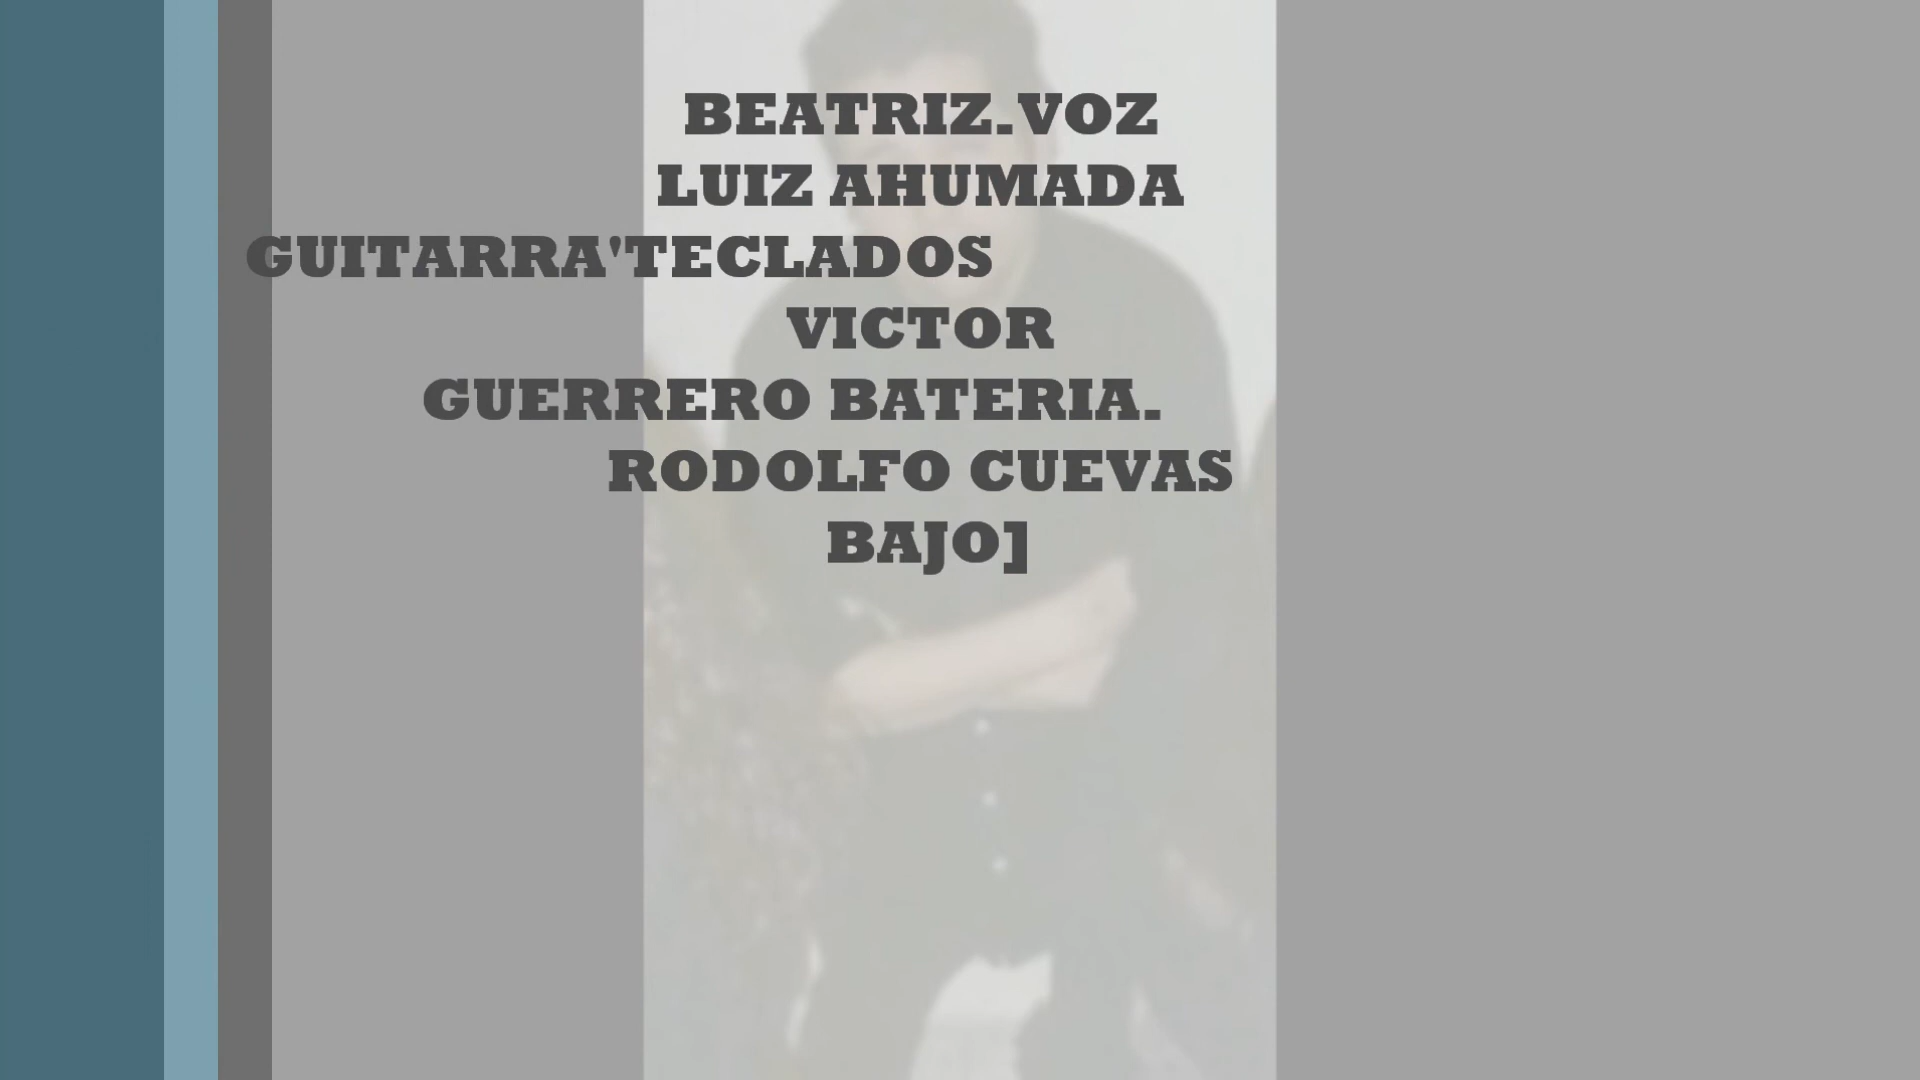 BEATRIZ.VOZ
LUIZ AHUMADA
GUITARRA'TECLADOS
VICTOR
GUERRERO BATERIA.
RODOLFO CUEVAS
BAJO]